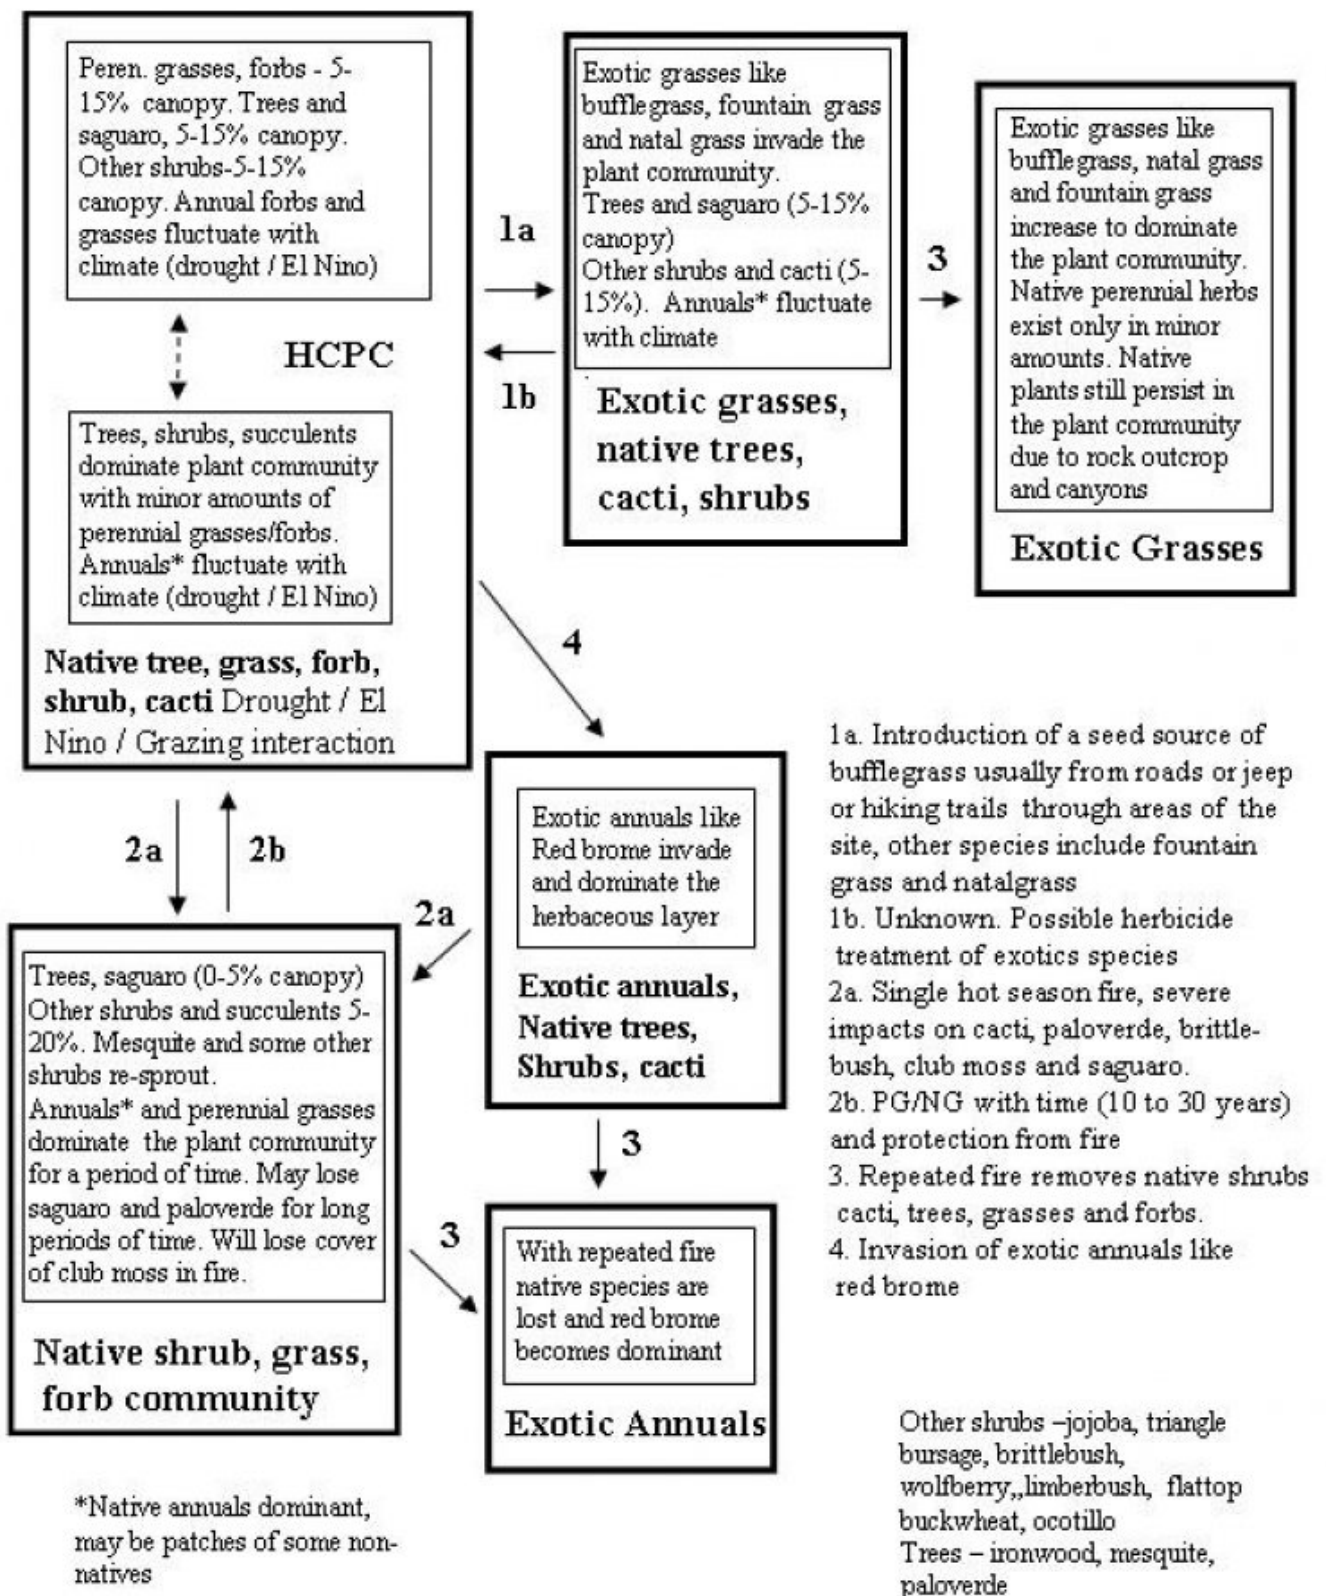 Peren. grasses, forbs - 5-
15% canopy. Trees and
saguaro, 5-15% canopy.
Other shrubs-5-15%
canopy. Annual forbs and
grasses fluctuate with
climate (drought / El Nino)
HCPC
Trees, shrubs, succulents
dominate plant community
with minor amounts of
perennial grasses/forbs.
Annuals* fluctuate with
climate (drought / El Nino)
Native tree, grass, forb,
shrub, cacti Drought / El
Nino / Grazing interaction
1a
1b
Exotic grasses like
bufflegrass, fountain grass
and natal grass invade the
plant community.
Trees and saguaro (5-15%
canopy)
Other shrubs and cacti (5-
15%). Annuals* fluctuate
with climate
Exotic grasses,
native trees,
cacti, shrubs
3
Exotic grasses like
bufflegrass, natal grass
and fountain grass
increase to dominate
the plant community.
Native perennial herbs
exist only in minor
amounts. Native
plants still persist in
the plant community
due to rock outcrop
and canyons
Exotic Grasses
4
2a
2b
Exotic annuals like
Red brome invade
and dominate the
herbaceous layer
Exotic annuals,
Native trees,
Shrubs, cacti
2a
Trees, saguaro (0-5% canopy)
Other shrubs and succulents 5-
20%. Mesquite and some other
shrubs re-sprout.
Annuals* and perennial grasses
dominate the plant community
for a period of time. May lose
saguaro and paloverde for long
periods of time. Will lose cover
of club moss in fire.
Native shrub, grass,
forb community
3
3
With repeated fire
native species are
lost and red brome
becomes dominant
Exotic Annuals
1a. Introduction of a seed source of
bufflegrass usually from roads or jeep
or hiking trails through areas of the
site, other species include fountain
grass and natalgrass
1b. Unknown. Possible herbicide
treatment of exotics species
2a. Single hot season fire, severe
impacts on cacti, paloverde, brittle-
bush, club moss and saguaro.
2b. PG/NG with time (10 to 30 years)
and protection from fire
3. Repeated fire removes native shrubs
cacti, trees, grasses and forbs.
4. Invasion of exotic annuals like
red brome
*Native annuals dominant,
may be patches of some non-
natives
Other shrubs –jojoba, triangle
bursage, brittlebush,
wolfberry,,limberbush, flattop
buckwheat, ocotillo
Trees – ironwood, mesquite,
paloverde